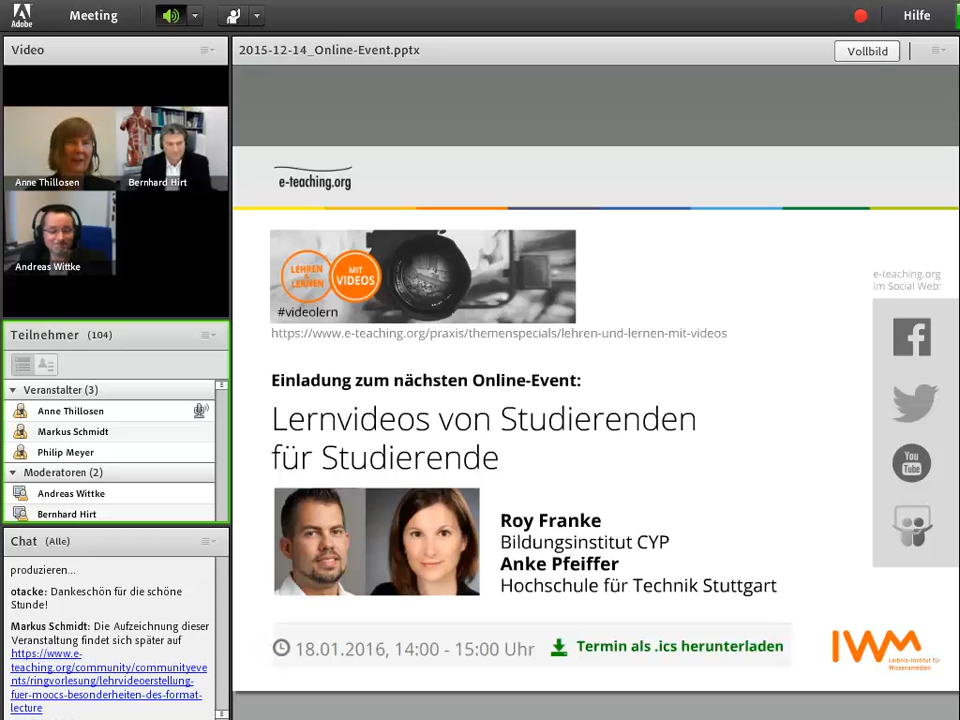 Adobe
Meeting
Hilfe
Video
Anne Thillosen
Bernhard Hirt
Andreas Wittke
Teilnehmer (104)
Veranstalter (3)
Anne Thillosen
Markus Schmidt
Philip Meyer
Moderatoren (2)
Andreas Wittke
Bernhard Hirt
Chat (Alle)
produzieren...
otacke: Dankeschön für die schöne
Stunde!
Markus Schmidt: Die Aufzeichnung dieser
Veranstaltung findet sich später auf
https://www.e-
teaching.org/community/communityeve
nts/ringvorlesung/lehrvideoerstellung-
fuer-moocs-besonderheiten-des-format-
lecture
2015-12-14_Online-Event.pptx
Vollbild
e-teaching.org
LEHREN
&
LERNEN
MIT
VIDEOS
#videolern
https://www.e-teaching.org/praxis/themenspecials/lehren-und-lernen-mit-videos
Einladung zum nächsten Online-Event:
Lernvideos von Studierenden
für Studierende
Roy Franke
Bildungsinstitut CYP
Anke Pfeiffer
Hochschule für Technik Stuttgart
18.01.2016, 14:00 - 15:00 Uhr
Termin als .ics herunterladen
e-teaching.org
im Social Web:
You
Tube
IWM
Leibniz-Institut für
Wissensmedien